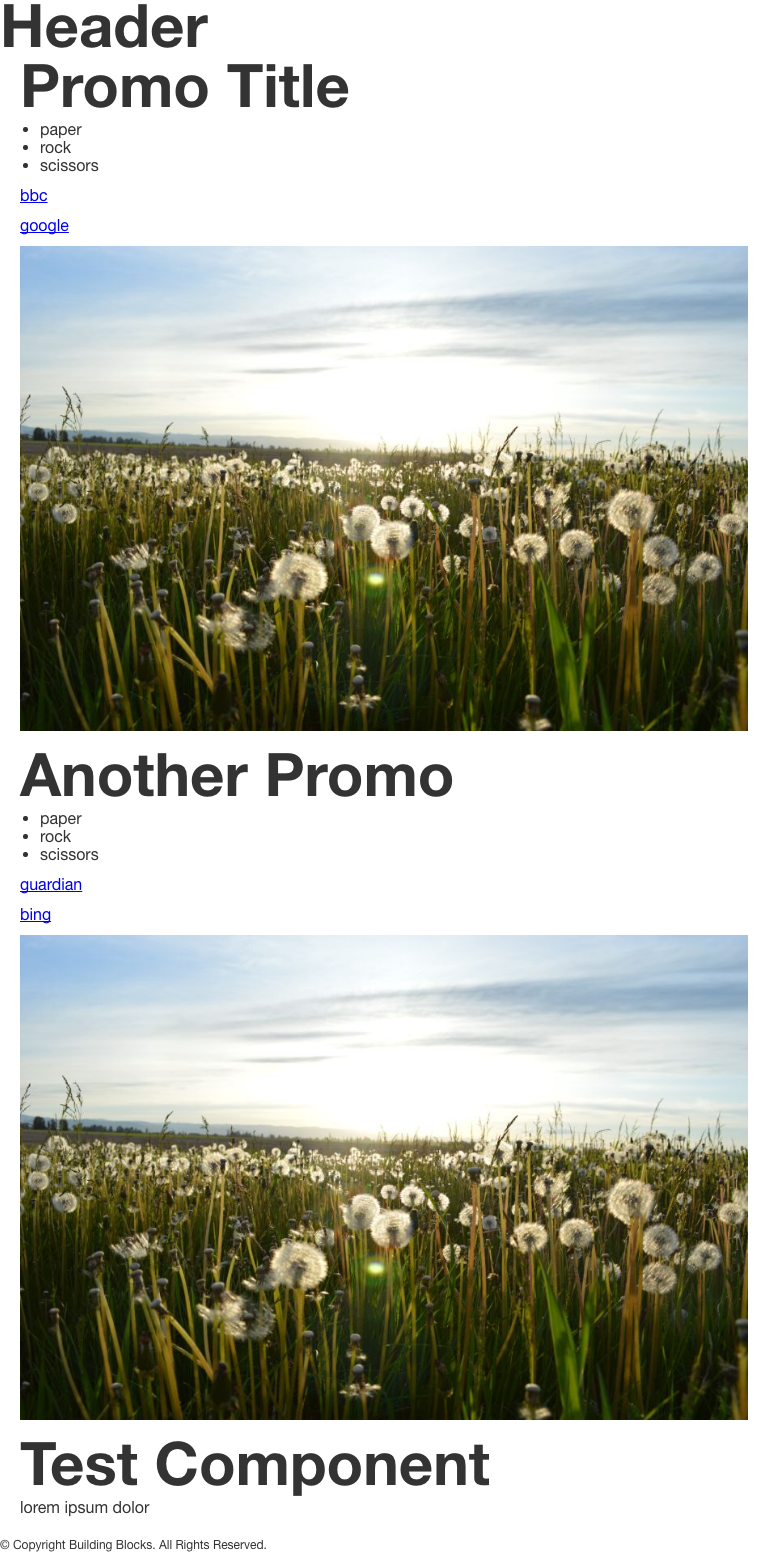 Header
Promo Title
paper
rock
scissors
bbc
google
Another Promo
paper
rock
scissors
guardian
bing
Test Component
lorem ipsum dolor
© Copyright Building Blocks. All Rights Reserved.